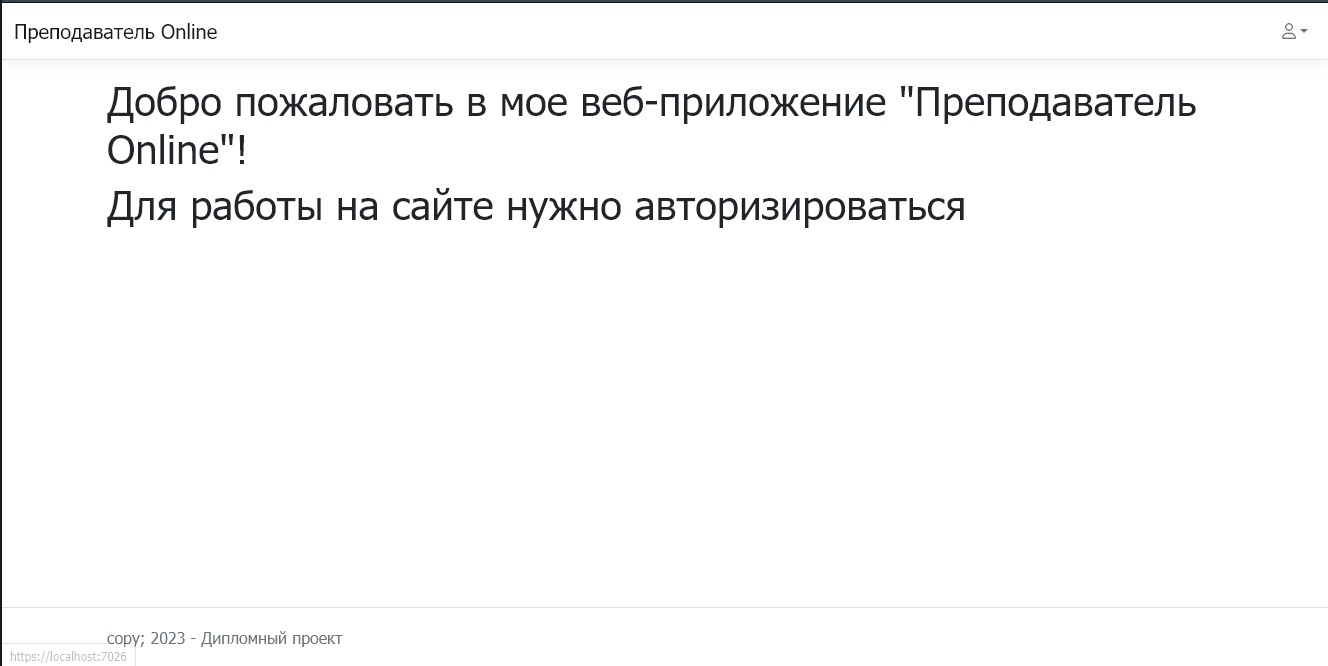 Преподаватель Online
Добро пожаловать в мое веб-приложение "Преподаватель
Online"!
Для работы на сайте нужно авторизироваться
copy; 2023 - Дипломный проект
https://localhost:7026